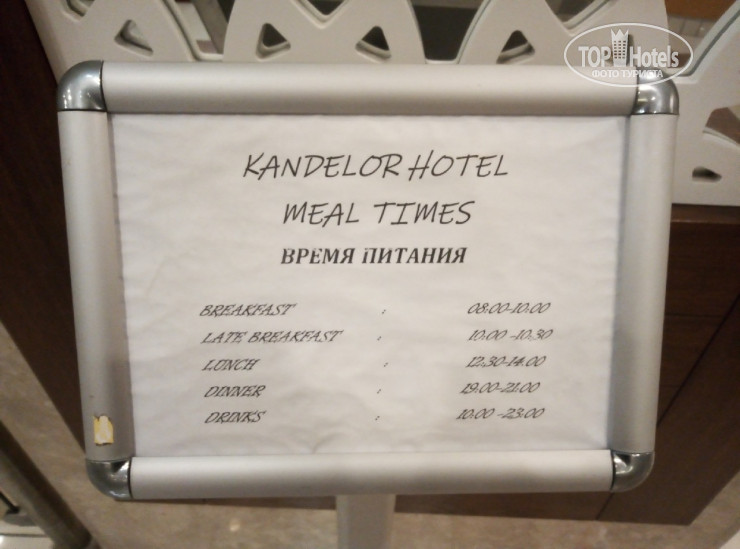 TOP Hotels
ФОТО ТУРИСТА
KANDELOR HOTEL
MEAL TIMES
ВРЕМЯ ПИТАНИЯ
BREAKFAST : 08:00-10:00
LATE BREAKFAST : 10:00 -10:30
LUNCH : 12:30-14:00
DINNER : 19:00-21:00
DRINKS : 10:00 -23:00